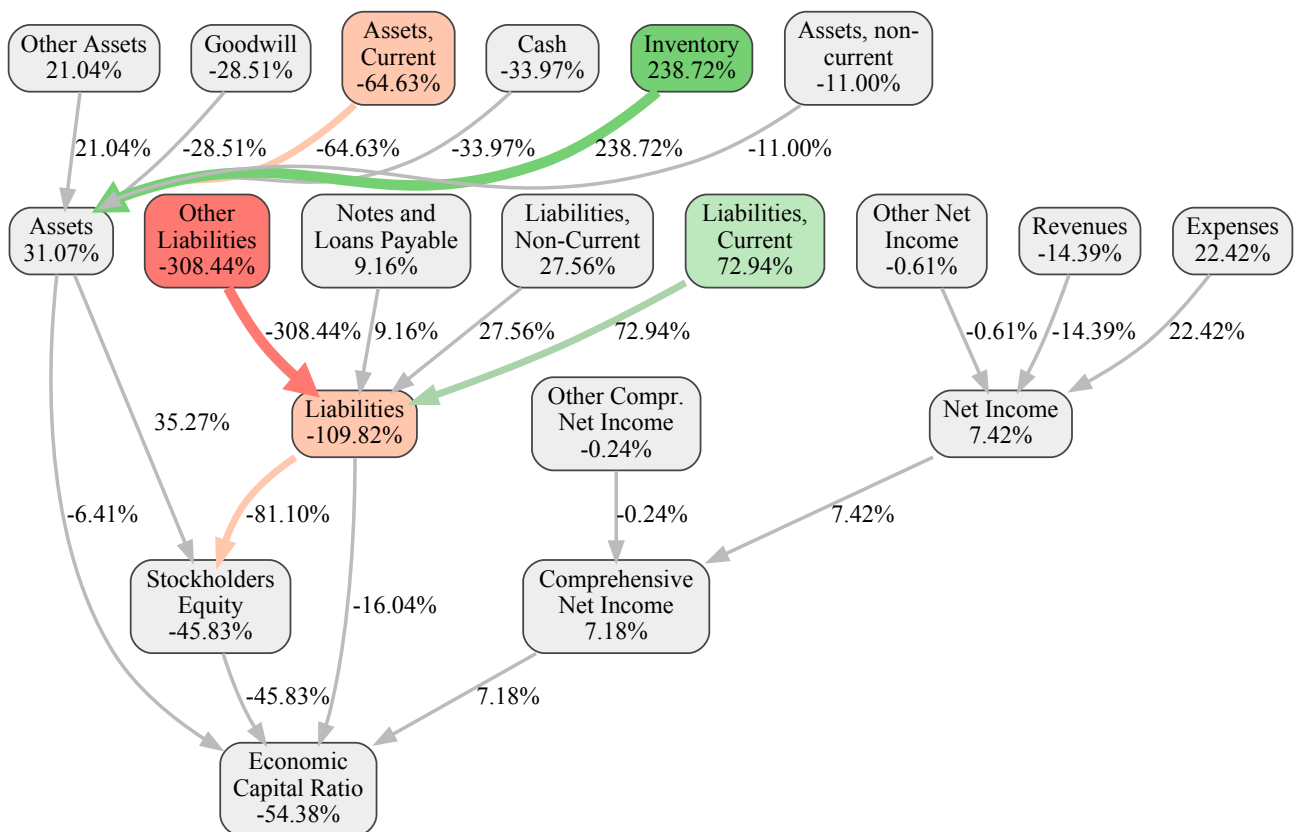 Other Assets
21.04%
Goodwill
-28.51%
Assets,
Current
-64.63%
Cash
-33.97%
Inventory
238.72%
Assets, non-
current
-11.00%
21.04%
-28.51%
-64.63%
-33.97%
238.72%
-11.00%
Assets
31.07%
Other
Liabilities
-308.44%
Notes and
Loans Payable
9.16%
Liabilities,
Non-Current
27.56%
Liabilities,
Current
72.94%
Other Net
Income
-0.61%
Revenues
-14.39%
Expenses
22.42%
-308.44%
9.16%
27.56%
72.94%
-0.61%
-14.39%
22.42%
35.27%
Liabilities
-109.82%
Other Compr.
Net Income
-0.24%
Net Income
7.42%
-6.41%
-81.10%
-0.24%
7.42%
Stockholders
Equity
-45.83%
-16.04%
Comprehensive
Net Income
7.18%
-45.83%
7.18%
Economic
Capital Ratio
-54.38%